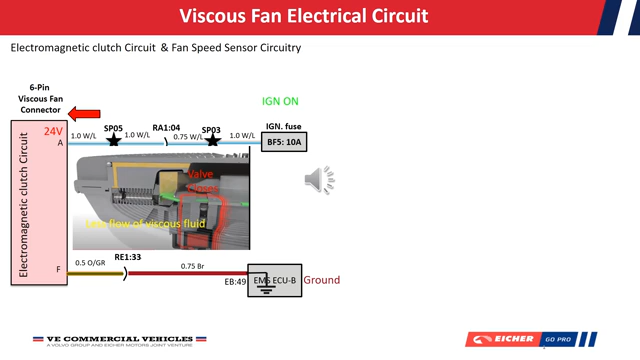 Viscous Fan Electrical Circuit
Electromagnetic clutch Circuit & Fan Speed Sensor Circuitry
6-Pin
Viscous Fan
Connector
IGN ON
24V
A
1.0 W/L
SP05
1.0 W/L
RA1:04
0.75 W/L
SP03
1.0 W/L
IGN. fuse
BF5: 10A
Electromagnetic clutch Circuit
Valve
flow of viscous fluid
F
0.5 O/GR
RE1:33
0.75 Br
EB:49
EMS ECU-B
Ground
VE COMMERCIAL VEHICLES
A VOLVO GROUP AND EICHER MOTORS JOINT VENTURE
EICHER
GO PRO